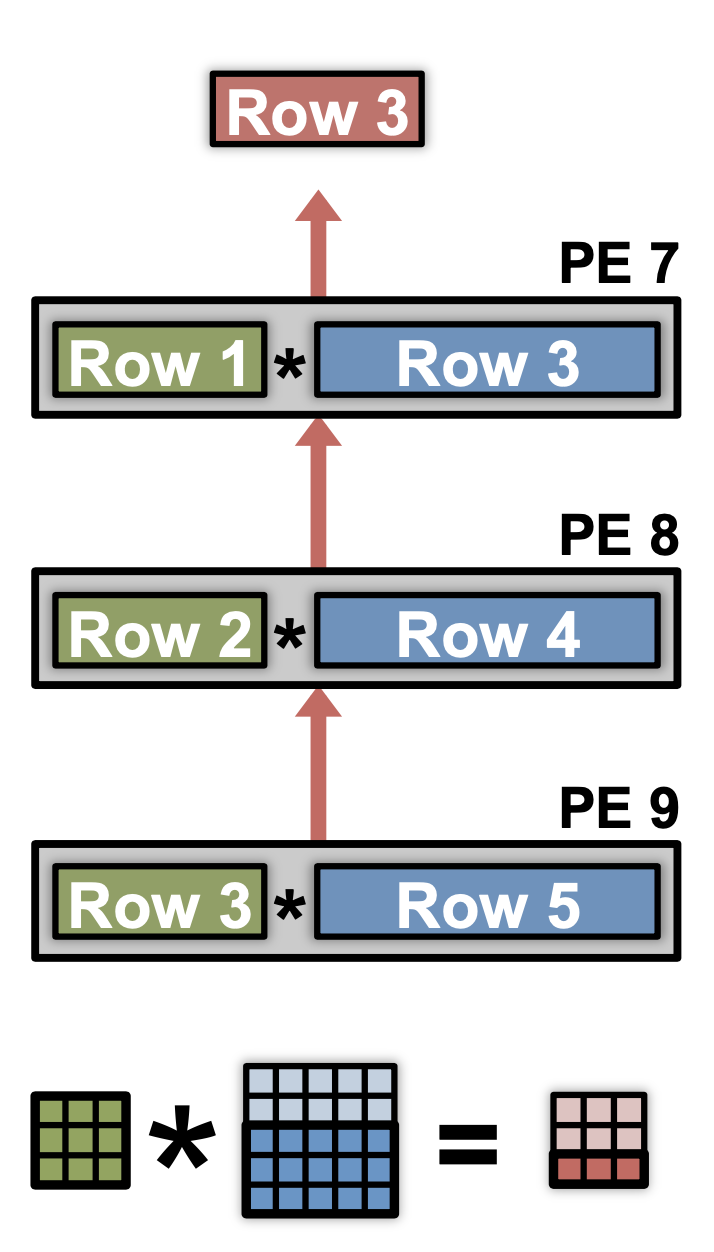 Row 3
PE 7
Row 1 * Row 3
PE 8
Row 2 * Row 4
PE 9
Row 3 * Row 5
* =